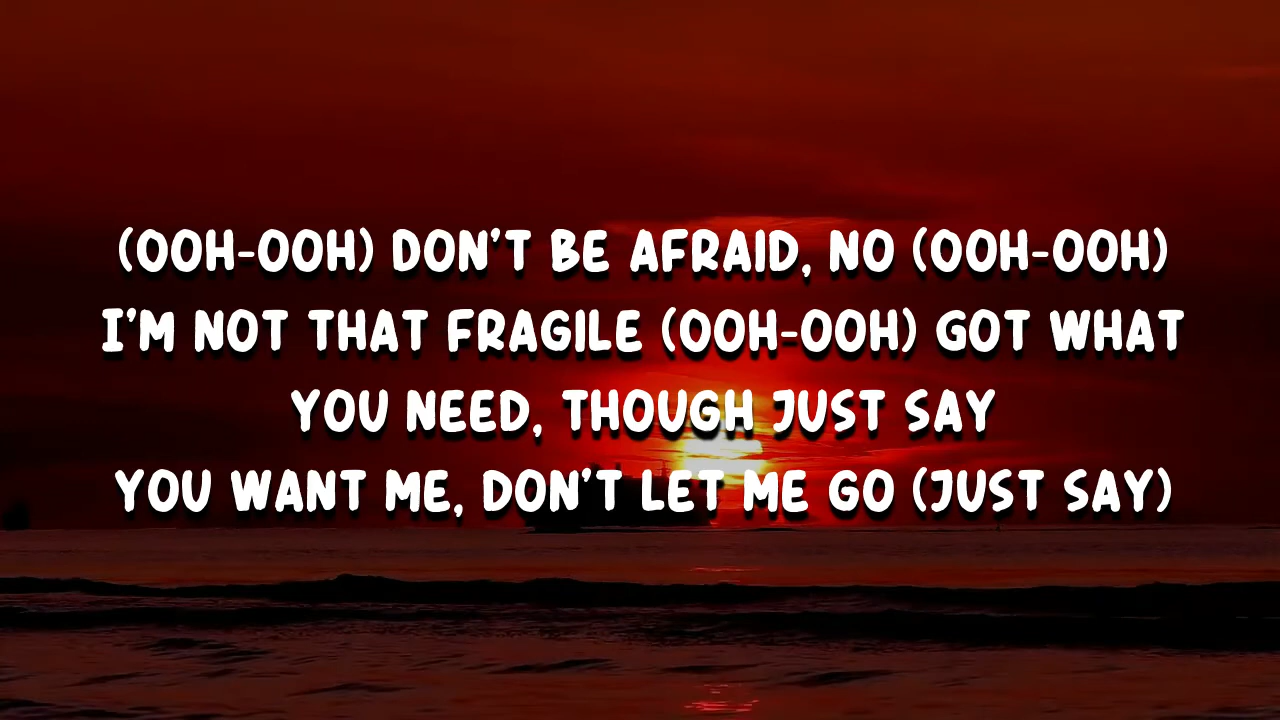 (OOH-OOH) DON'T BE AFRAID, NO (OOH-OOH)
I'M NOT THAT FRAGILE (OOH-OOH) GOT WHAT
YOU NEED, THOUGH JUST SAY
YOU WANT ME, DON'T LET ME GO (JUST SAY)